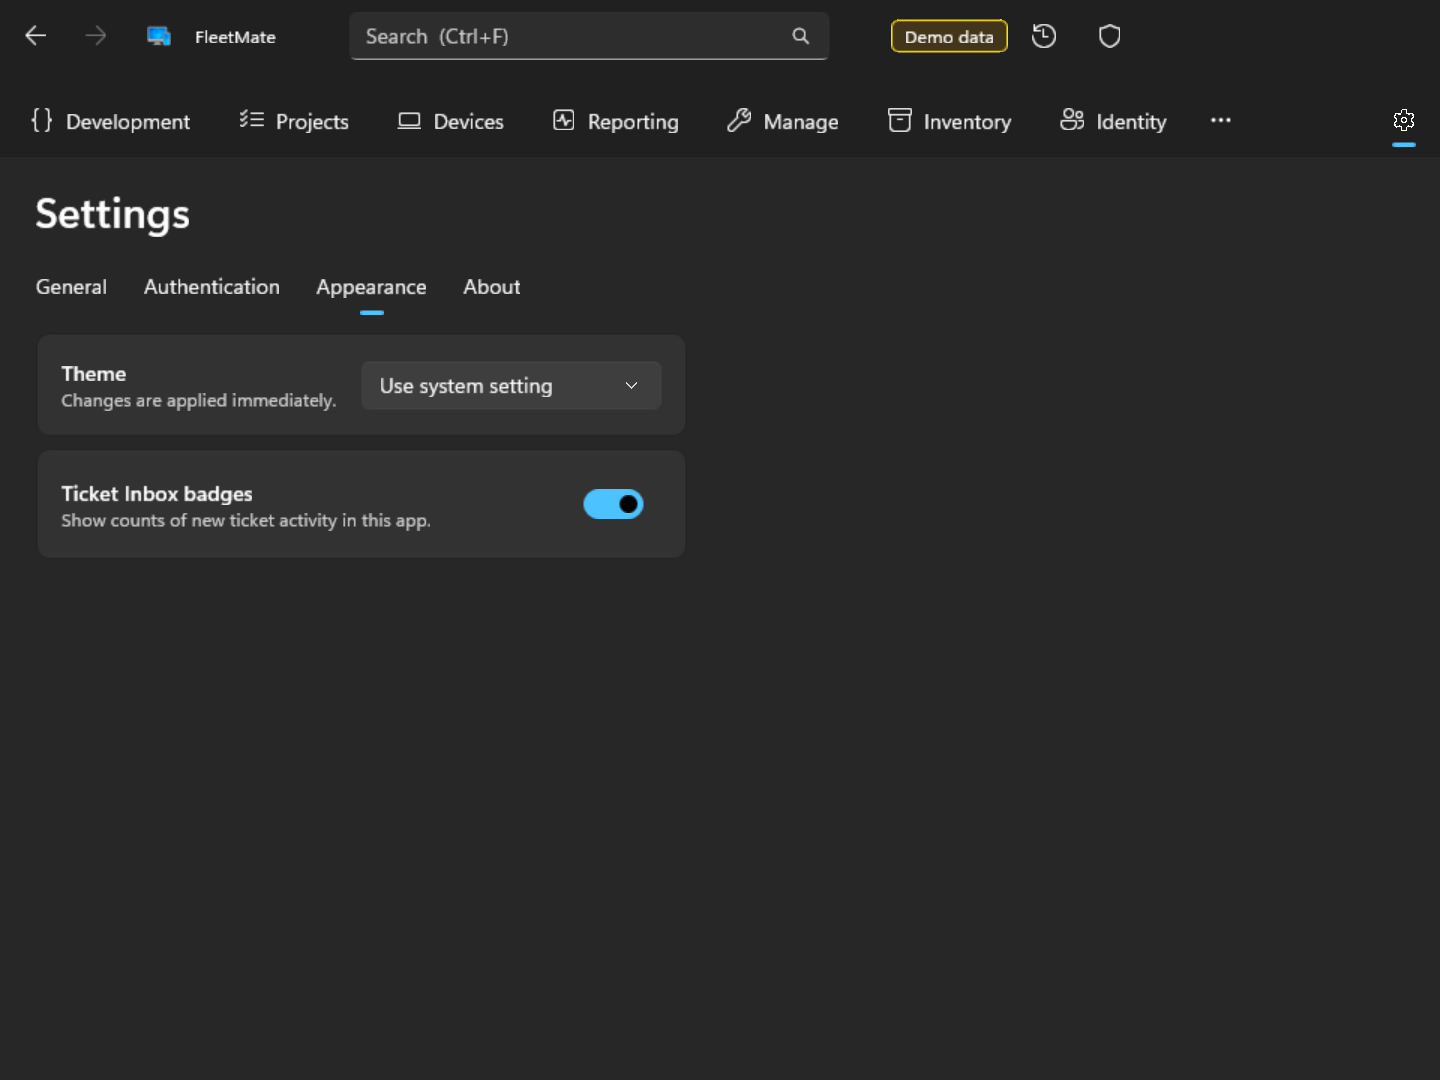 FleetMate
Search (Ctrl+F)
Demo data
Development
Projects
Devices
Reporting
Manage
Inventory
Identity
Settings
General
Authentication
Appearance
About
Theme
Changes are applied immediately.
Use system setting
Ticket Inbox badges
Show counts of new ticket activity in this app.